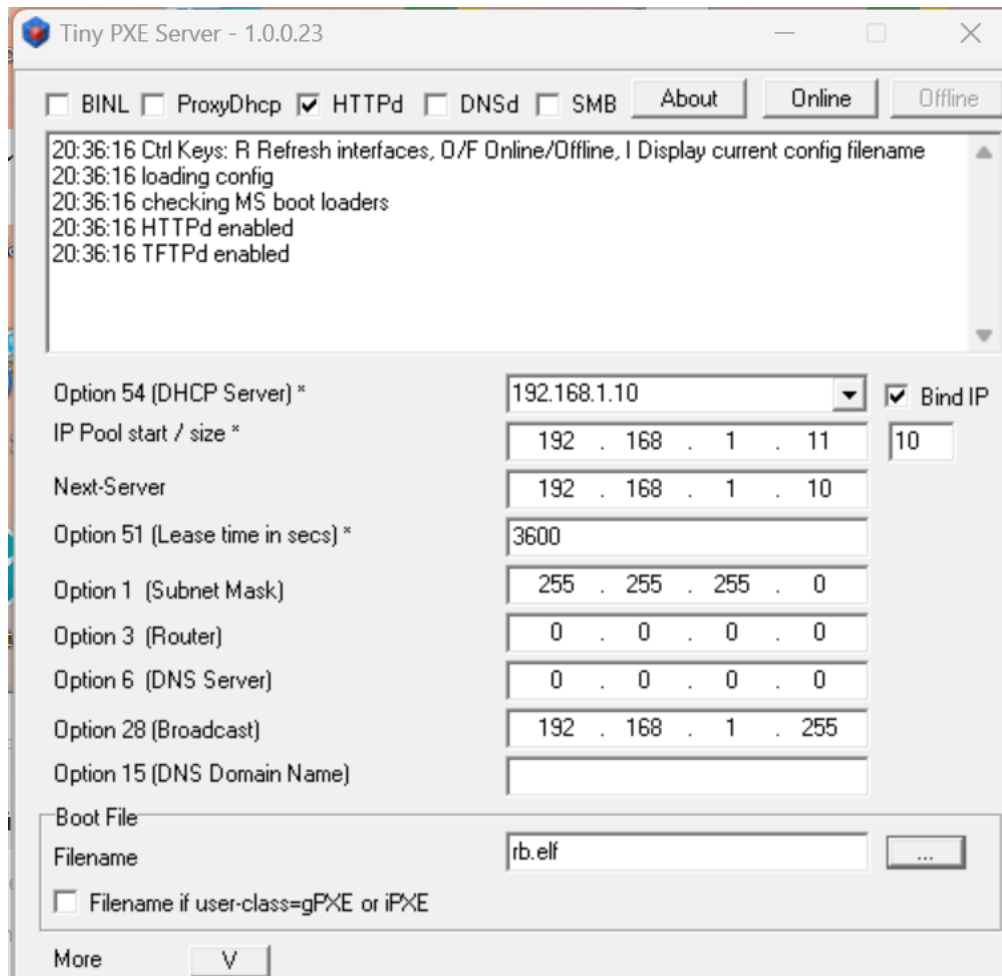 Tiny PXE Server - 1.0.0.23
BINL ProxyDhcp HTTPd DNSd SMB About Online Offline
20:36:16 Ctrl Keys: R Refresh interfaces, O/F Online/Offline, I Display current config filename
20:36:16 loading config
20:36:16 checking MS boot loaders
20:36:16 HTTPd enabled
20:36:16 TFTPd enabled
Option 54 (DHCP Server) * 192.168.1.10 Bind IP
IP Pool start / size * 192 . 168 . 1 . 11 10
Next-Server 192 . 168 . 1 . 10
Option 51 (Lease time in secs) * 3600
Option 1 (Subnet Mask) 255 . 255 . 255 . 0
Option 3 (Router) 0 . 0 . 0 . 0
Option 6 (DNS Server) 0 . 0 . 0 . 0
Option 28 (Broadcast) 192 . 168 . 1 . 255
Option 15 (DNS Domain Name)
Boot File
Filename rb.elf ...
Filename if user-class=gPXE or iPXE
More V